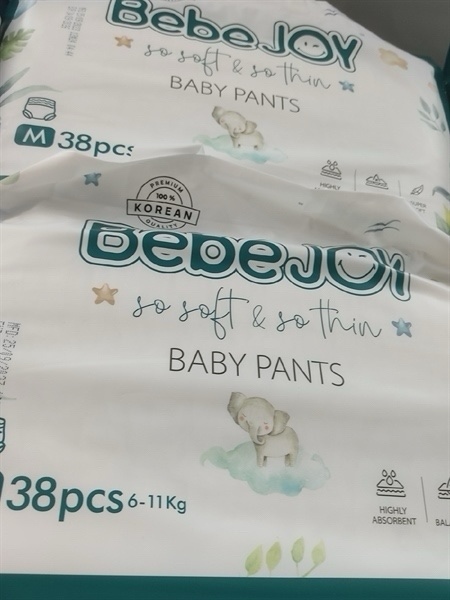 BebeJOY
so soft & so thin
BABY PANTS
M 38pcs
HIGHLY
PREMIUM
100 %
KOREAN
QUALITY
BebeJOY
so soft & so thin
BABY PANTS
38pcs 6-11Kg
HIGHLY
ABSORBENT